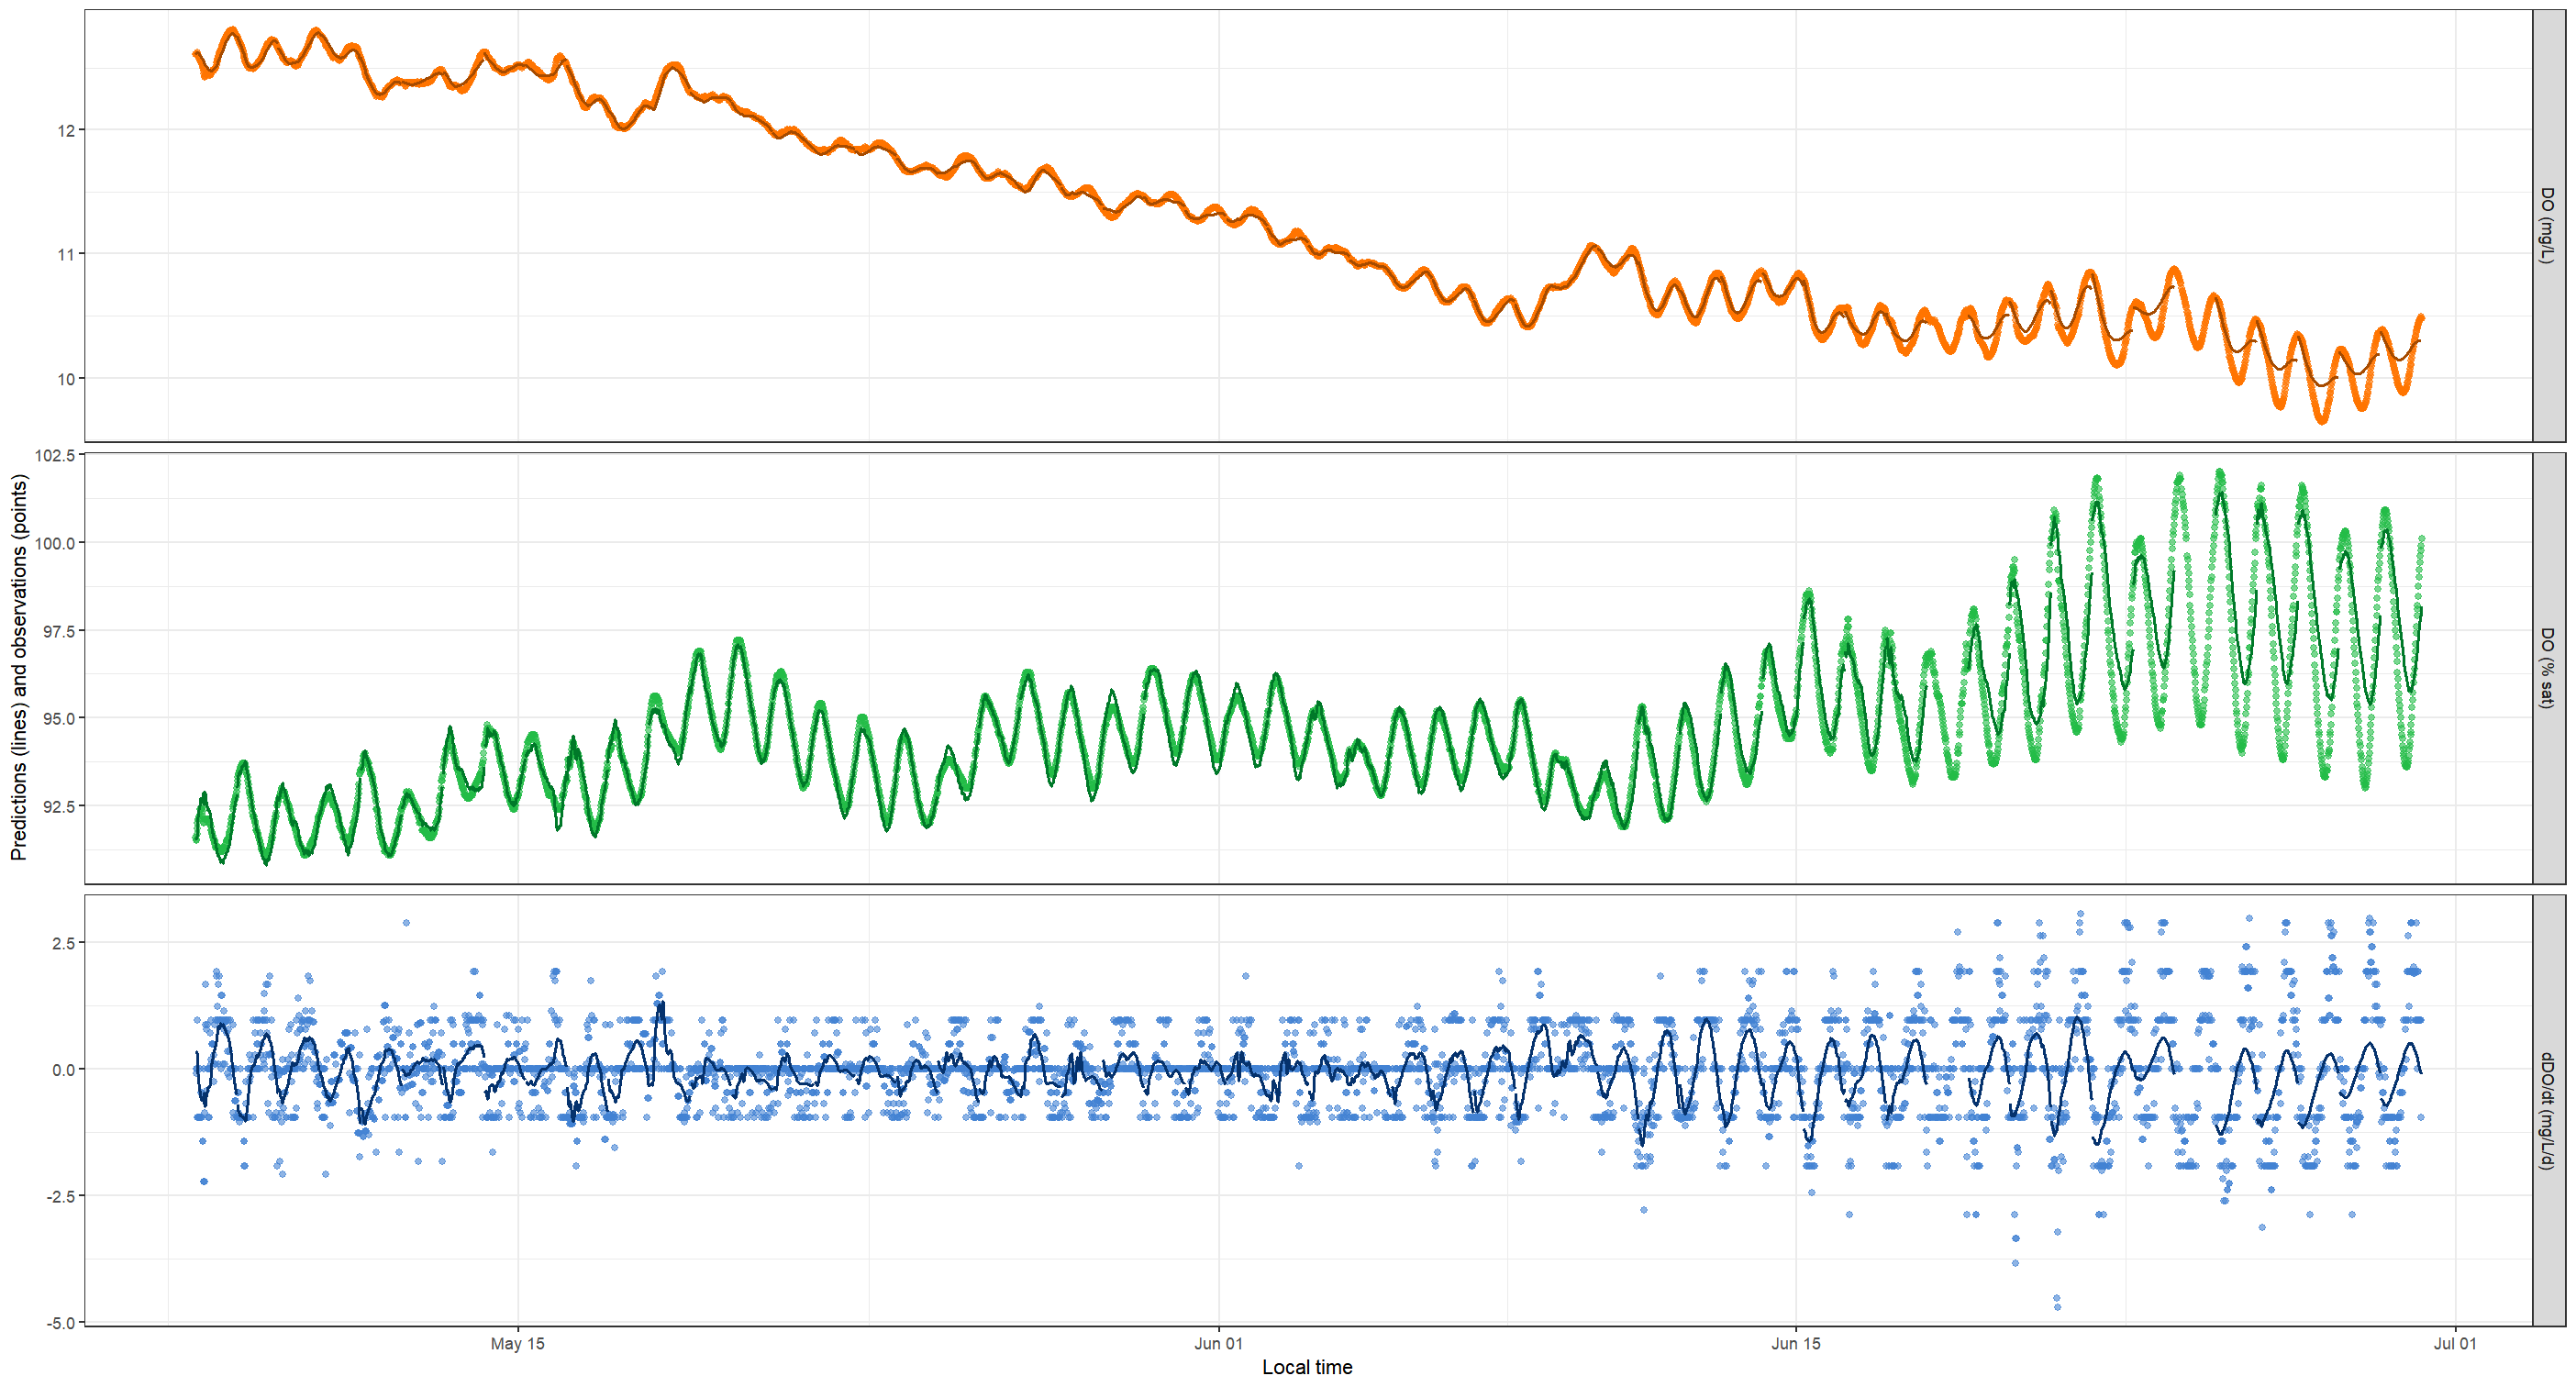 12
11
10
DO (mg/L)
Predictions (lines) and observations (points)
102.5
100.0
97.5
95.0
92.5
DO (% sat)
2.5
0.0
-2.5
-5.0
dDO/dt (mg/L/d)
May 15
Jun 01
Jun 15
Jul 01
Local time